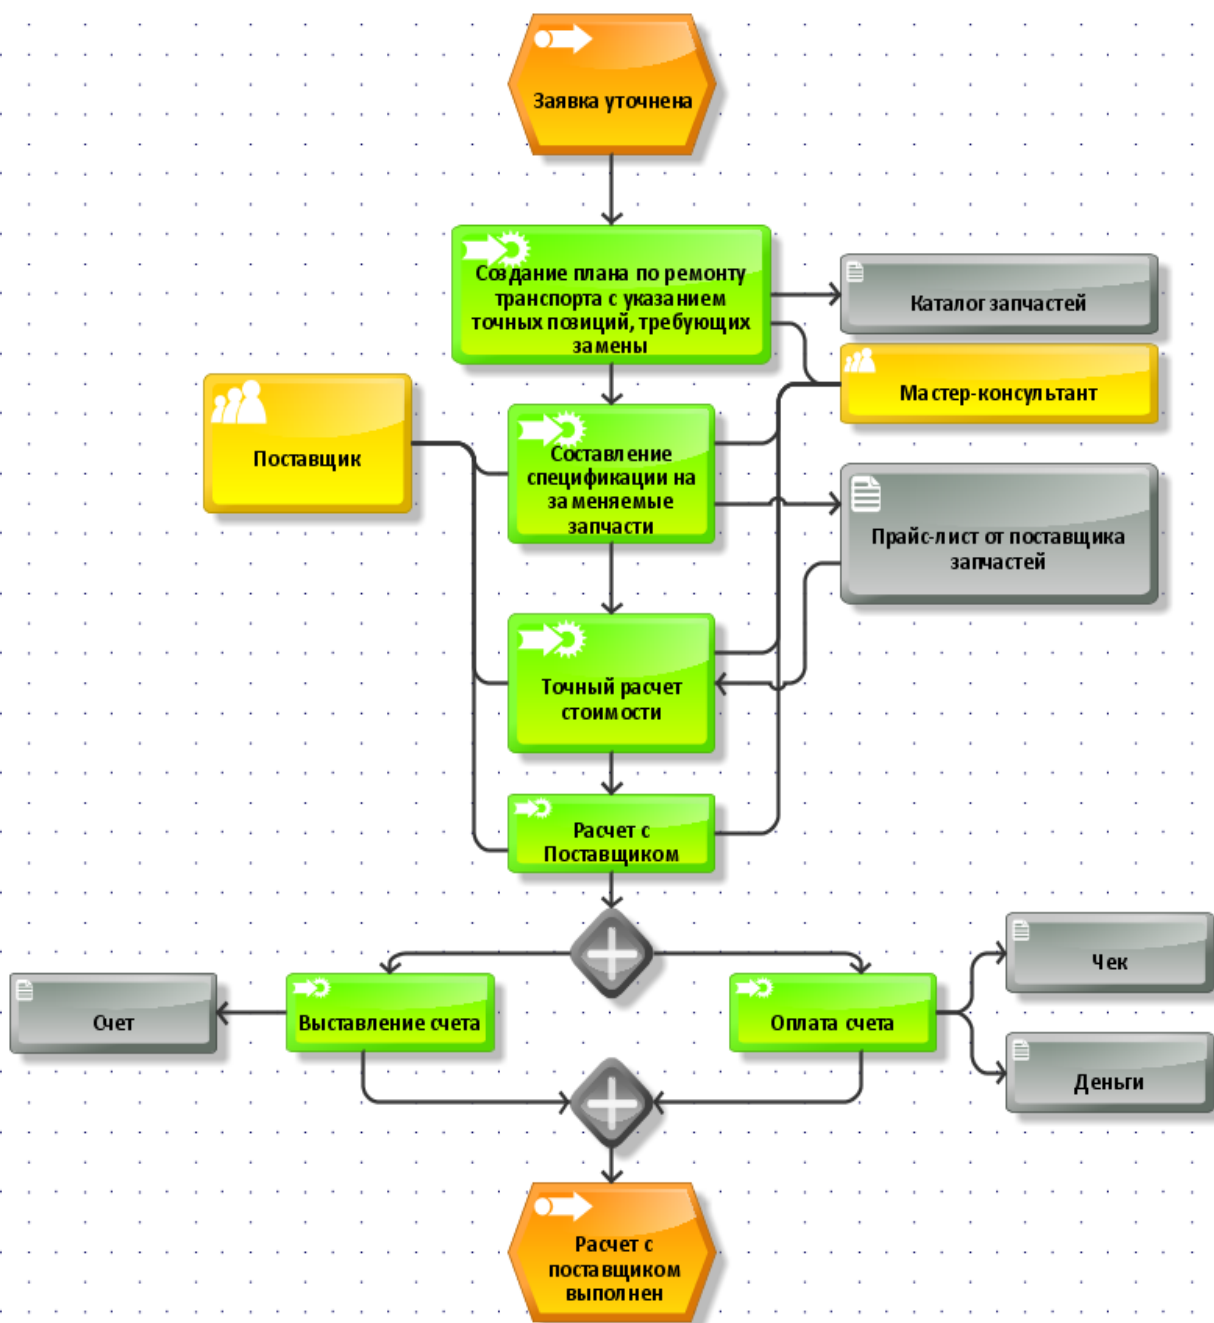 Заявка уточнена
Создание плана по ремонту
транспорта с указанием
точных позиций, требующих
замены
Каталог запчастей
Мастер-консультант
Поставщик
Составление
спецификации на
заменяемые
запчасти
Прайс-лист от поставщика
запчастей
Точный расчет
стоимости
Расчет с
Поставщиком
Чек
Счет
Выставление счета
Оплата счета
Деньги
Расчет с
поставщиком
выполнен